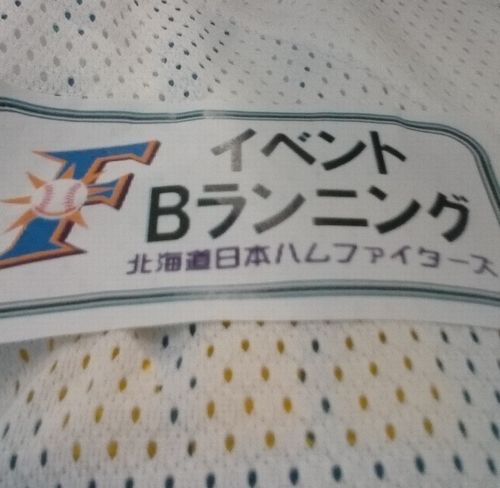 F
イベント
Bランニング
北海道日本ハムファイターズ